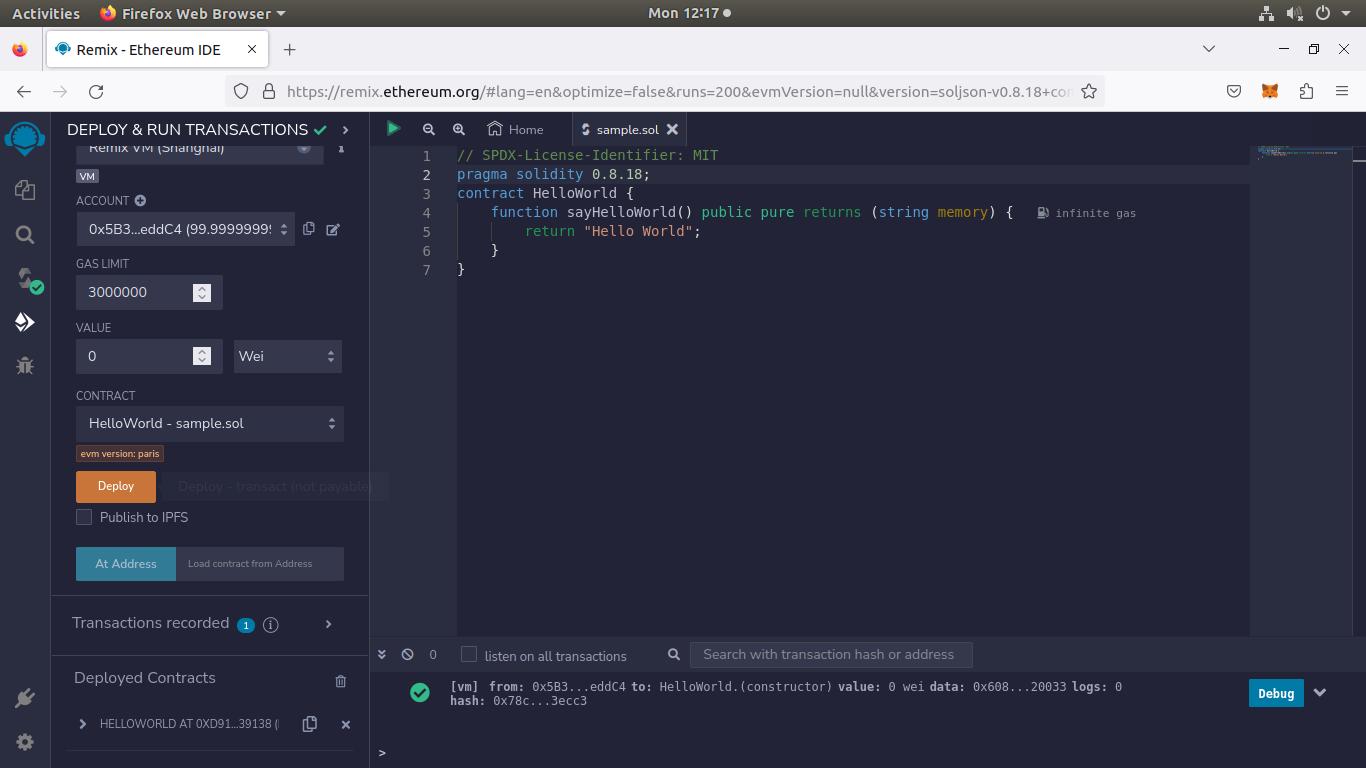 Activities Firefox Web Browser Mon 12:17
Remix - Ethereum IDE
https://remix.ethereum.org/#lang=en&optimize=false&runs=200&evmVersion=null&version=soljson-v0.8.18+co
DEPLOY & RUN TRANSACTIONS
Remix VM (Shanghai)
VM
ACCOUNT
0x5B3...eddC4 (99.9999999
GAS LIMIT
3000000
VALUE
0 Wei
CONTRACT
HelloWorld - sample.sol
evm version: paris
Deploy Deploy - transact (not payable)
Publish to IPFS
At Address Load contract from Address
Transactions recorded 1
Deployed Contracts
HELLOWORLD AT 0XD91...39138 (
Home sample.sol
1 // SPDX-License-Identifier: MIT
2 pragma solidity 0.8.18;
3 contract HelloWorld {
4 function sayHelloWorld() public pure returns (string memory) { infinite gas
5 return "Hello World";
6 }
7 }
0 listen on all transactions Search with transaction hash or address
[vm] from: 0x5B3...eddC4 to: HelloWorld.(constructor) value: 0 wei data: 0x608...20033 logs: 0
hash: 0x78c...3ecc3
Debug
>